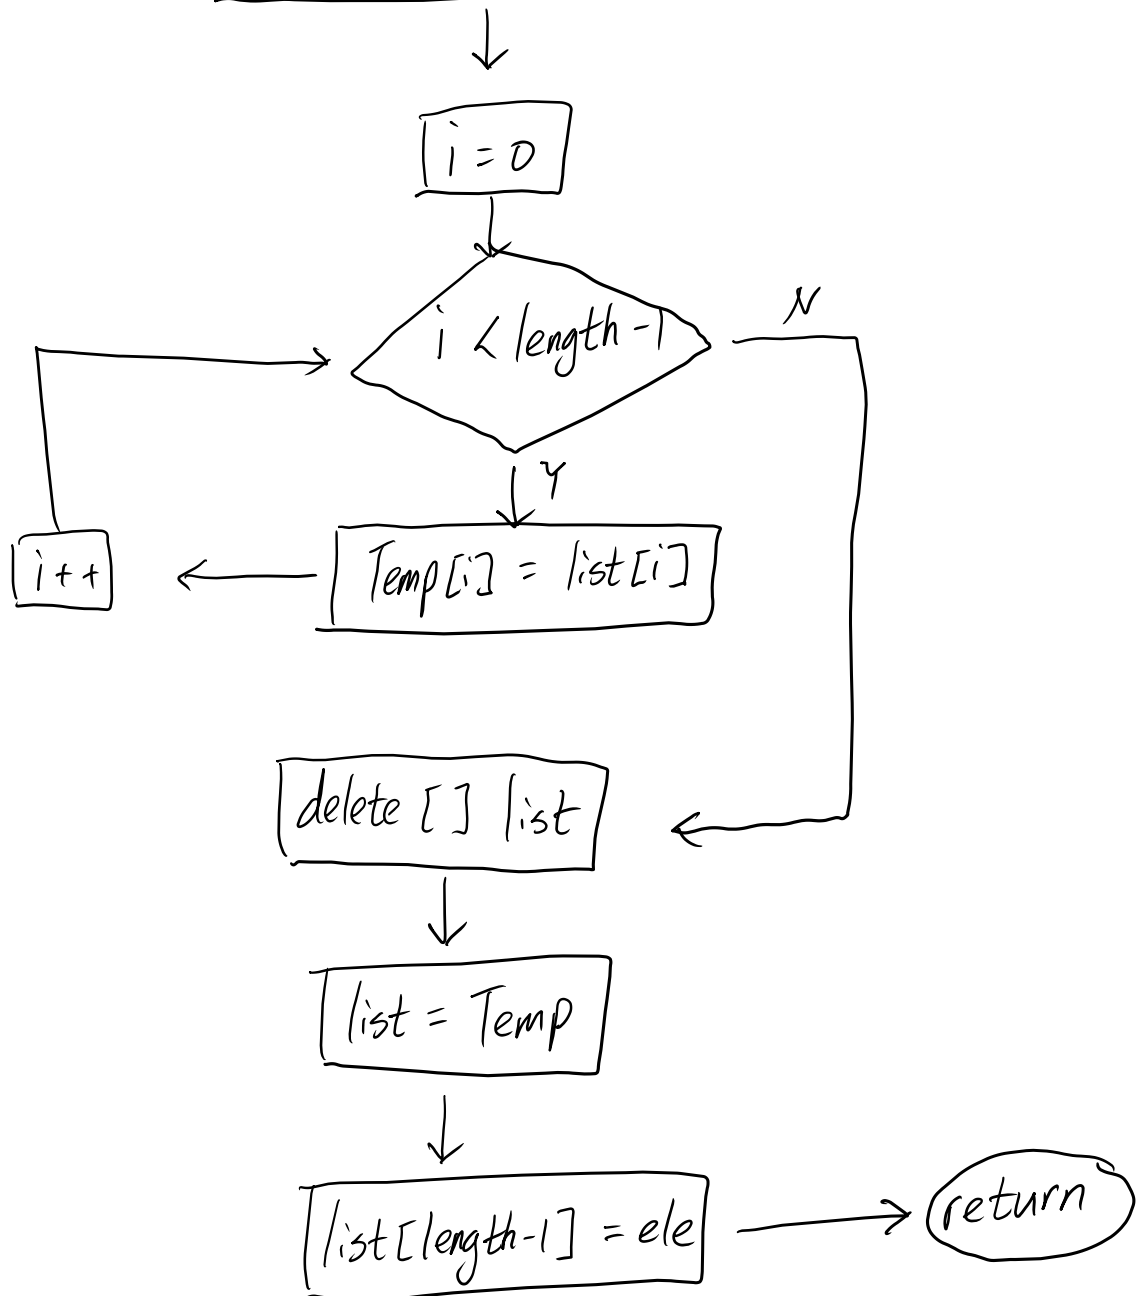 i = 0
i < length - 1
N
Y
Temp[i] = list[i]
i++
delete [] list
list = Temp
list[length-1] = ele
return